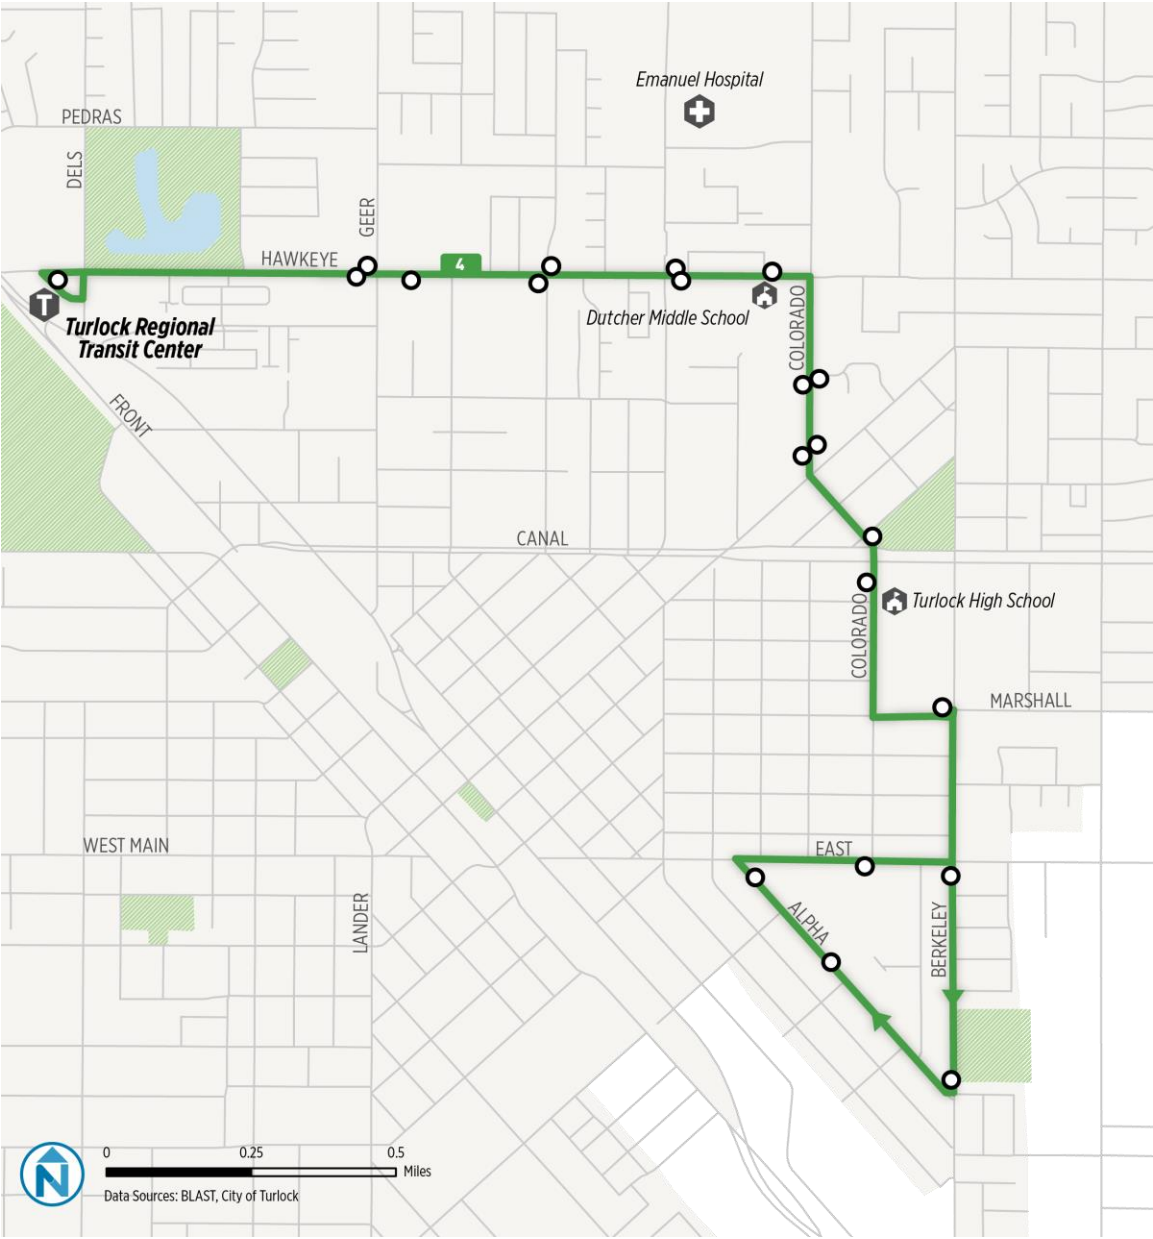 Emanuel Hospital
PEDRAS
DELS
GEER
HAWKEYE
4
T
Turlock Regional
Transit Center
Dutcher Middle School
COLORADO
FRONT
CANAL
Turlock High School
COLORADO
MARSHALL
WEST MAIN
EAST
LANDER
ALPHA
BERKELEY
N
0 0.25 0.5
Miles
Data Sources: BLAST, City of Turlock